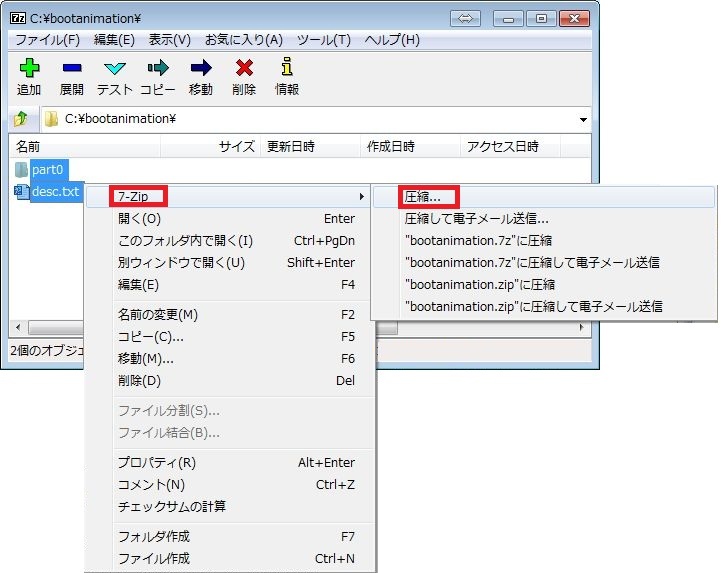 7z C:¥bootanimation¥
ファイル(F) 編集(E) 表示(V) お気に入り(A) ツール(T) ヘルプ(H)
追加 展開 テスト コピー 移動 削除 情報
C:¥bootanimation¥
名前 サイズ 更新日時 作成日時 アクセス日時
part0
desc.txt
7-Zip
開く(O) Enter
このフォルダ内で開く(I) Ctrl+PgDn
別ウィンドウで開く(U) Shift+Enter
編集(E) F4
名前の変更(M) F2
コピー(C)... F5
移動(M)... F6
削除(D) Del
ファイル分割(S)...
ファイル結合(B)...
プロパティ(R) Alt+Enter
コメント(N) Ctrl+Z
チェックサムの計算
フォルダ作成 F7
ファイル作成 Ctrl+N
圧縮...
圧縮して電子メール送信...
"bootanimation.7z"に圧縮
"bootanimation.7z"に圧縮して電子メール送信
"bootanimation.zip"に圧縮
"bootanimation.zip"に圧縮して電子メール送信
2個のオブジェ